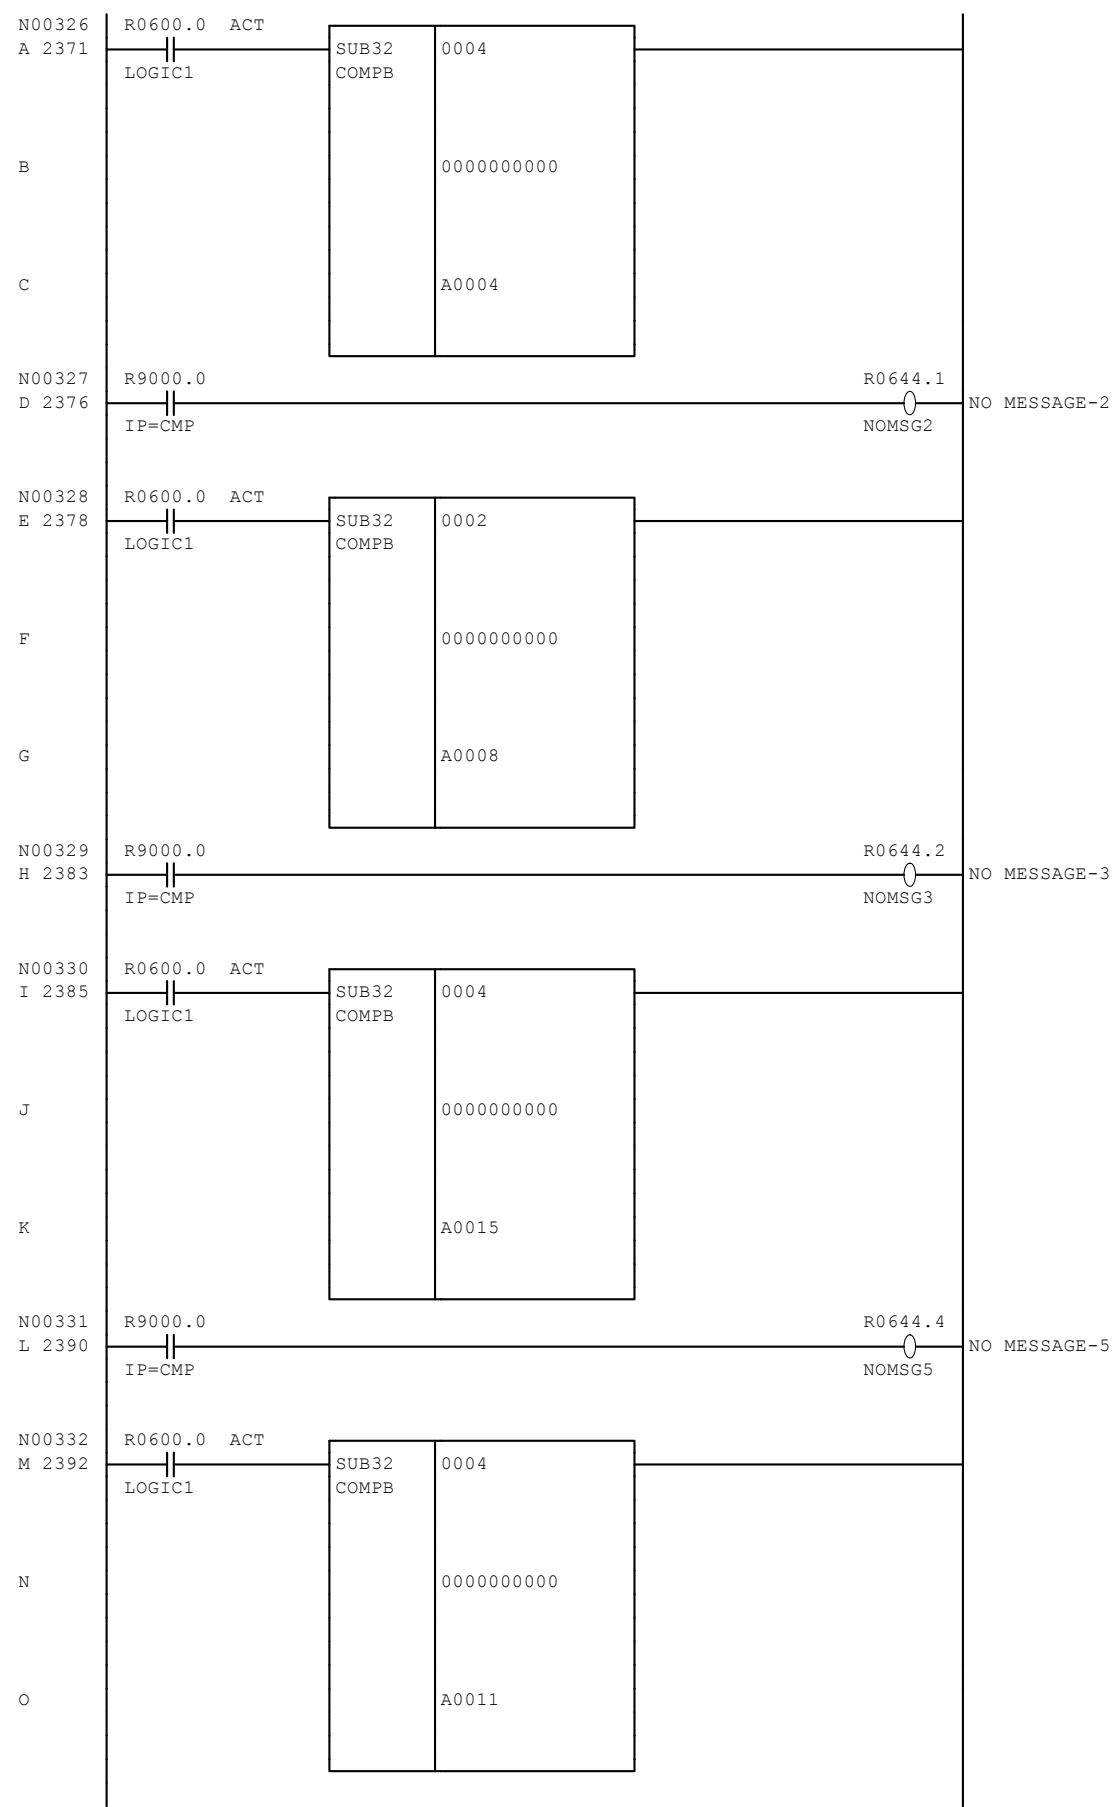 N00326 R0600.0 ACT
A 2371 SUB32 0004
LOGIC1 COMPB
B 0000000000
C A0004
N00327 R9000.0 R0644.1
D 2376 NO MESSAGE-2
IP=CMP NOMSG2
N00328 R0600.0 ACT
E 2378 SUB32 0002
LOGIC1 COMPB
F 0000000000
G A0008
N00329 R9000.0 R0644.2
H 2383 NO MESSAGE-3
IP=CMP NOMSG3
N00330 R0600.0 ACT
I 2385 SUB32 0004
LOGIC1 COMPB
J 0000000000
K A0015
N00331 R9000.0 R0644.4
L 2390 NO MESSAGE-5
IP=CMP NOMSG5
N00332 R0600.0 ACT
M 2392 SUB32 0004
LOGIC1 COMPB
N 0000000000
O A0011